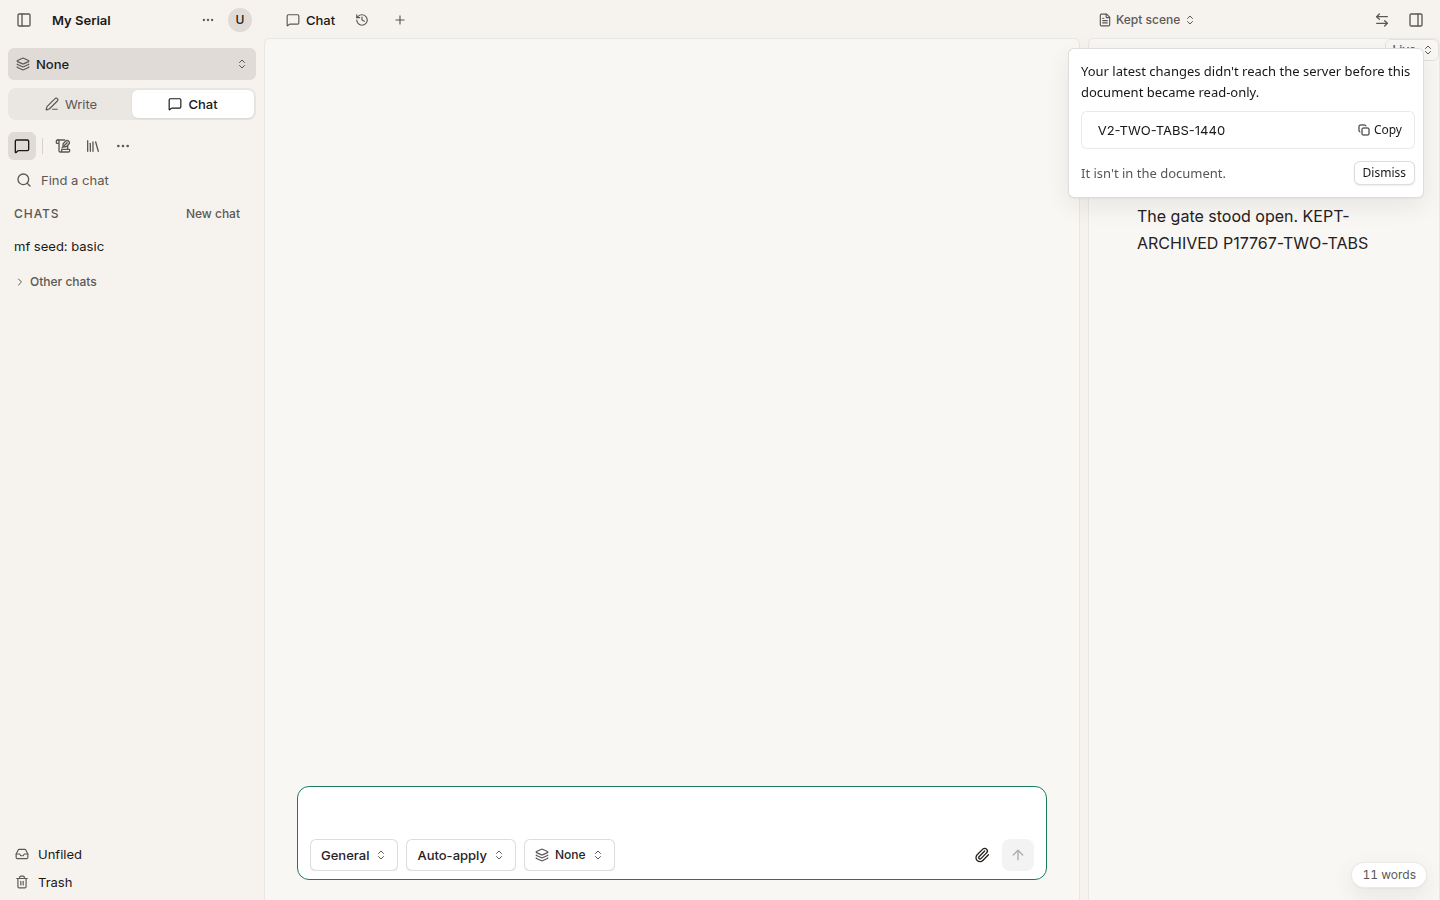 My Serial
U
None
Write
Chat
Find a chat
CHATS
New chat
mf seed: basic
Other chats
Unfiled
Trash
Chat
General
Auto-apply
None
Kept scene
Your latest changes didn't reach the server before this
document became read-only.
V2-TWO-TABS-1440
Copy
It isn't in the document.
Dismiss
The gate stood open. KEPT-
ARCHIVED P17767-TWO-TABS
11 words